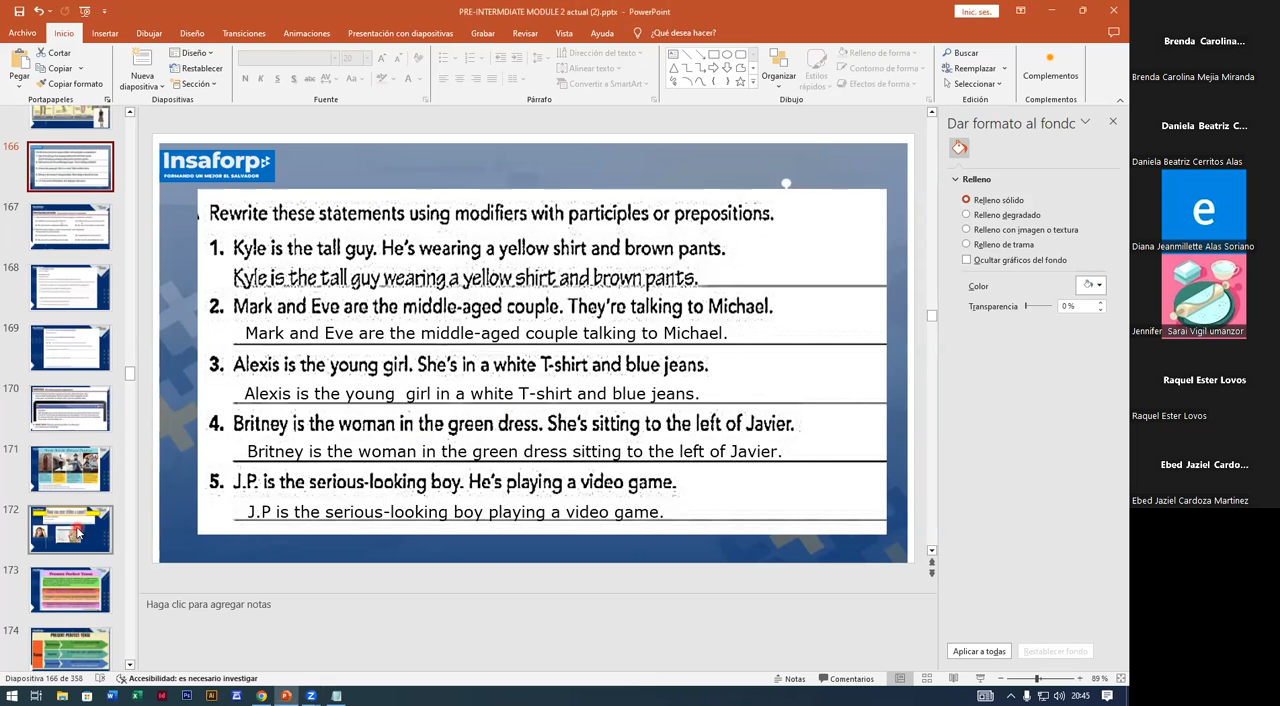 PRE-INTERMDIATE MODULE 2 actual (2).pptx - PowerPoint
Inic. ses.
Archivo Inicio Insertar Dibujar Diseño Transiciones Animaciones Presentación con diapositivas Grabar Revisar Vista Ayuda ¿Qué desea hacer?
Pegar
Cortar
Copiar
Copiar formato
Portapapeles
Nueva diapositiva
Diseño
Restablecer
Sección
Diapositivas
20
N K S S abc AV Aa A
Fuente
Dirección del texto
Alinear texto
Convertir a SmartArt
Párrafo
Organizar
Estilos rápidos
Relleno de forma
Contorno de forma
Efectos de forma
Dibujo
Buscar
Reemplazar
Seleccionar
Edición
Complementos
Complementos
166
167
168
169
170
171
172
173
Present Perfect Tense
174
PRESENT PERFECT TENSE
Insaforp
FORMANDO UN MEJOR EL SALVADOR
Rewrite these statements using modifiers with participles or prepositions.
1. Kyle is the tall guy. He's wearing a yellow shirt and brown pants.
Kyle is the tall guy wearing a yellow shirt and brown pants.
2. Mark and Eve are the middle-aged couple. They're talking to Michael.
Mark and Eve are the middle-aged couple talking to Michael.
3. Alexis is the young girl. She's in a white T-shirt and blue jeans.
Alexis is the young  girl in a white T-shirt and blue jeans.
4. Britney is the woman in the green dress. She's sitting to the left of Javier.
Britney is the woman in the green dress sitting to the left of Javier.
5. J.P. is the serious-looking boy. He's playing a video game.
J.P is the serious-looking boy playing a video game.
Haga clic para agregar notas
Dar formato al fondo
Relleno
Relleno sólido
Relleno degradado
Relleno con imagen o textura
Relleno de trama
Ocultar gráficos del fondo
Color
Transparencia 0 %
Aplicar a todas
Restablecer fondo
Diapositiva 166 de 358 Accesibilidad: es necesario investigar Notas Comentarios 89 %
20:45
Brenda Carolina...
Brenda Carolina Mejia Miranda
Daniela Beatriz C...
Daniela Beatriz Cerritos Alas
e
Diana Jeanmillette Alas Soriano
Jennifer Sarai Vigil umanzor
Raquel Ester Lovos
Raquel Ester Lovos
Ebed Jaziel Cardo...
Ebed Jaziel Cardoza Martinez